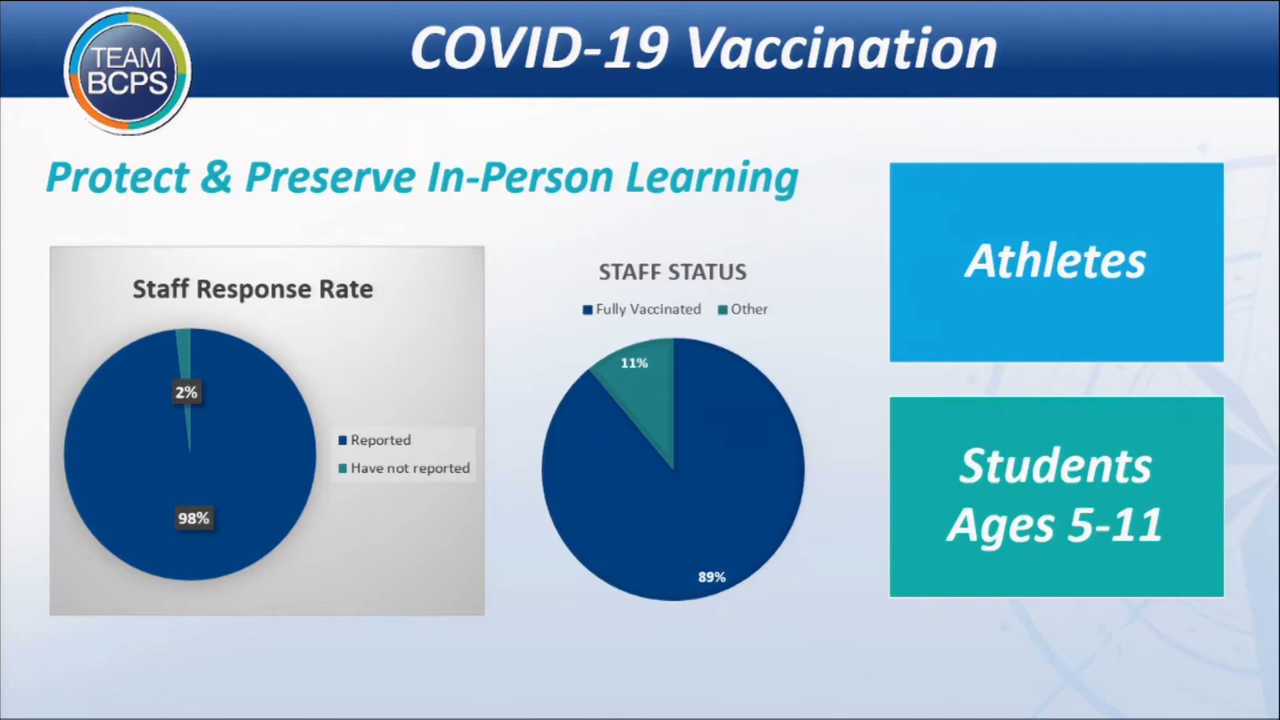 TEAM
BCPS
COVID-19 Vaccination
Protect & Preserve In-Person Learning
Staff Response Rate
2%
98%
Reported
Have not reported
STAFF STATUS
Fully Vaccinated Other
11%
89%
Athletes
Students
Ages 5-11